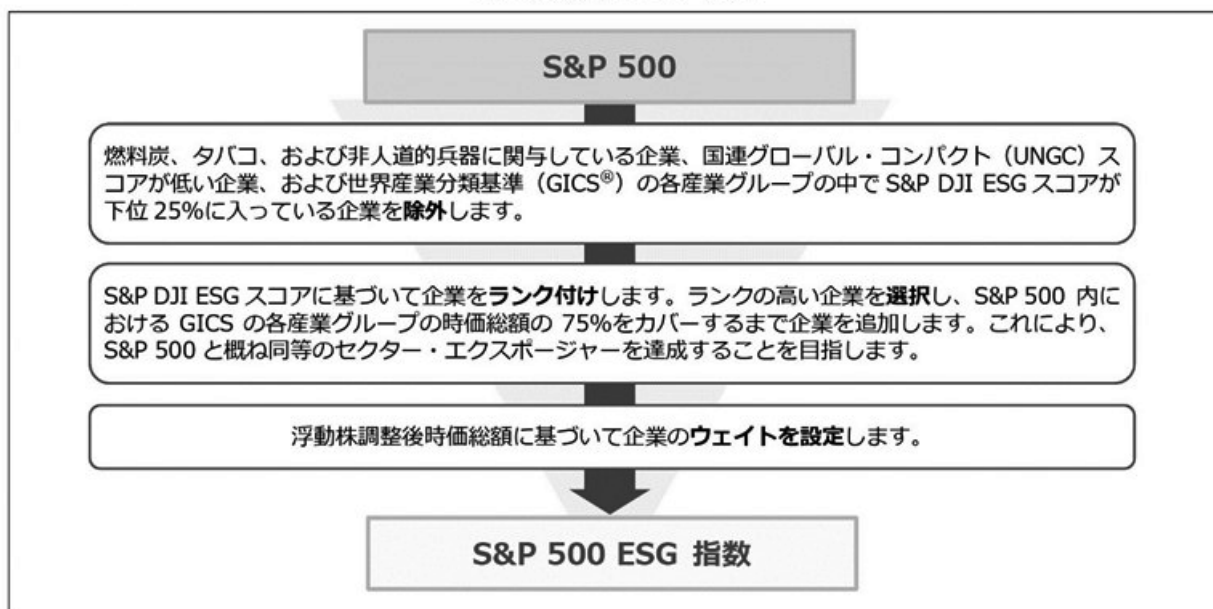 S&P 500
燃料炭、タバコ、および非人道的兵器に関与している企業、国連グローバル・コンパクト（UNGC）ス
コアが低い企業、および世界産業分類基準（GICS®）の各産業グループの中で S&P DJI ESG スコアが
下位 25%に入っている企業を除外します。
S&P DJI ESG スコアに基づいて企業をランク付けします。ランクの高い企業を選択し、S&P 500 内に
おける GICS の各産業グループの時価総額の 75%をカバーするまで企業を追加します。これにより、
S&P 500 と概ね同等のセクター・エクスポージャーを達成することを目指します。
浮動株調整後時価総額に基づいて企業のウェイトを設定します。
S&P 500 ESG 指数